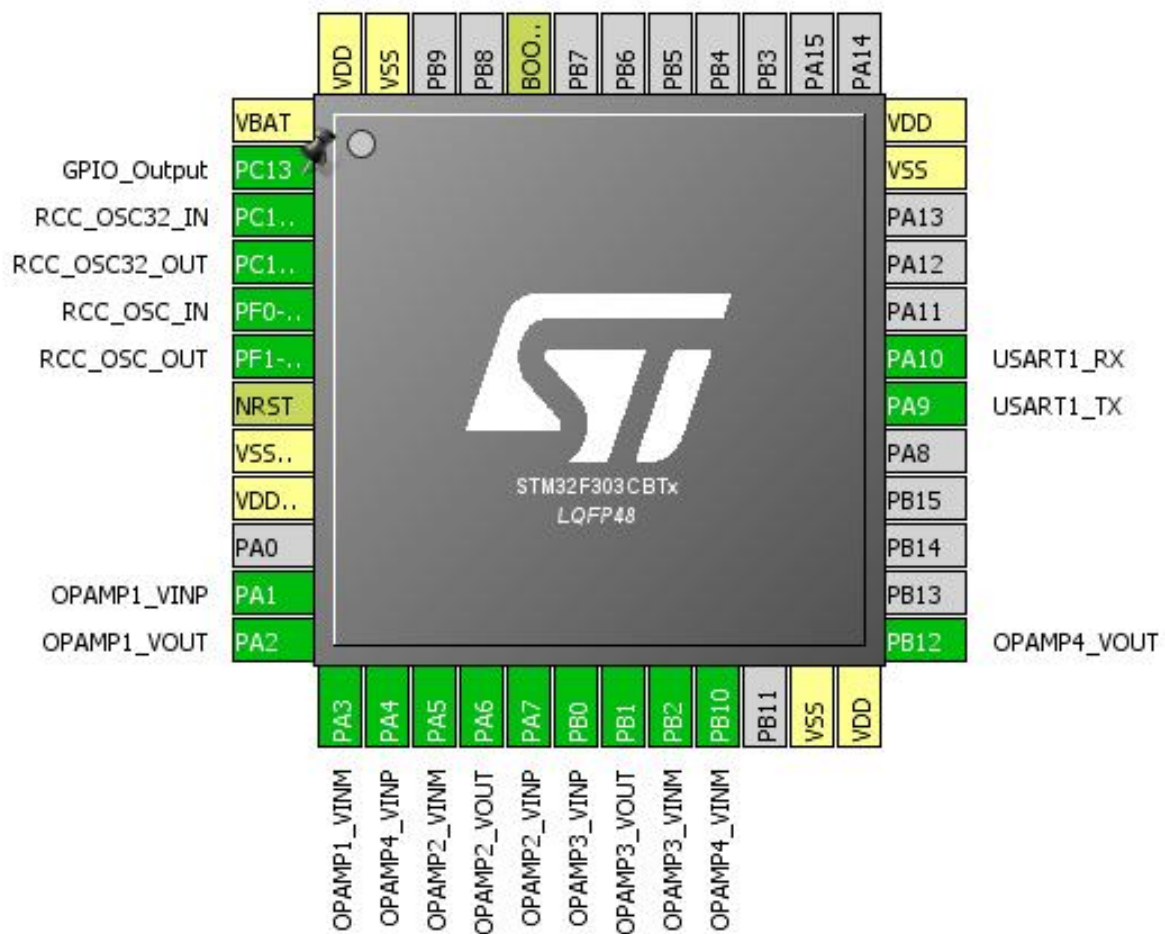 VDD
VSS
PB9
PB8
BOO..
PB7
PB6
PB5
PB4
PB3
PA15
PA14
VBAT
GPIO_Output PC13
RCC_OSC32_IN PC1..
RCC_OSC32_OUT PC1..
RCC_OSC_IN PF0-..
RCC_OSC_OUT PF1-..
NRST
VSS..
VDD..
PA0
OPAMP1_VINP PA1
OPAMP1_VOUT PA2
ST
STM32F303CBTx
LQFP48
VDD
VSS
PA13
PA12
PA11
PA10 USART1_RX
PA9 USART1_TX
PA8
PB15
PB14
PB13
PB12 OPAMP4_VOUT
PA3
PA4
PA5
PA6
PA7
PB0
PB1
PB2
PB10
PB11
VSS
VDD
OPAMP1_VINM
OPAMP4_VINP
OPAMP2_VINM
OPAMP2_VOUT
OPAMP2_VINP
OPAMP3_VINP
OPAMP3_VOUT
OPAMP3_VINM
OPAMP4_VINM